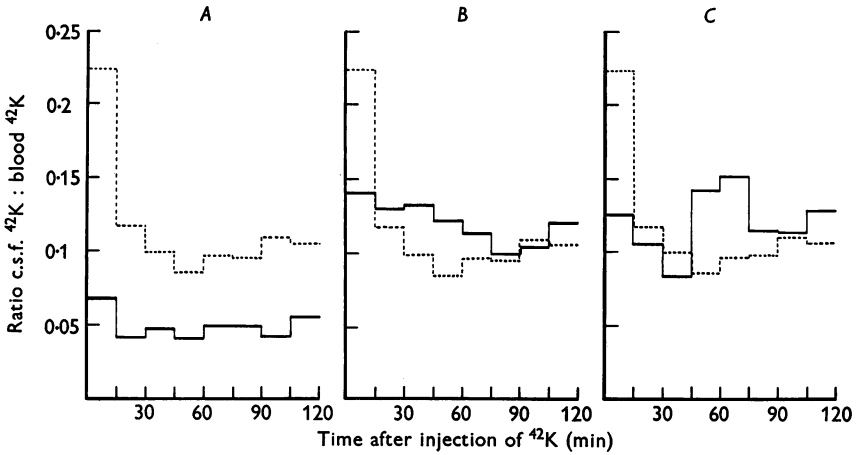 A B C
0·25
0·2
0·15
0·1
0·05
Ratio c.s.f. ⁴²K : blood ⁴²K
30 60 90 120 30 60 90 120 30 60 90 120
Time after injection of ⁴²K (min)